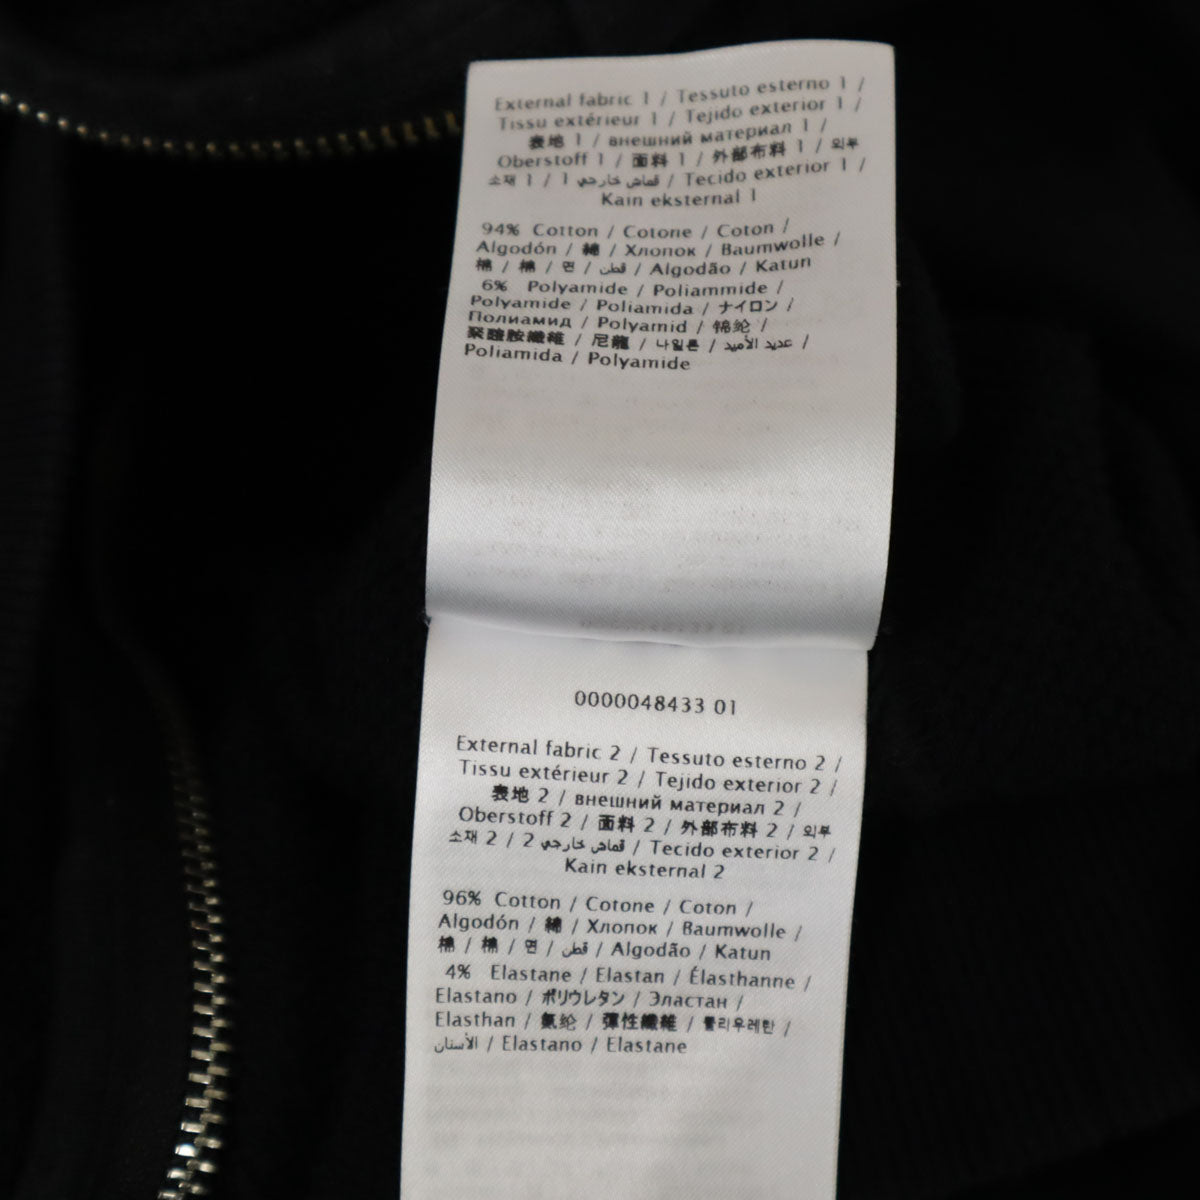 External fabric 1 / Tessuto esterno 1 /
Tissu extérieur 1 / Tejido exterior 1 /
表地 1 / внешний материал 1 /
Oberstoff 1 / 面料 1 / 外部布料 1 / 외부
소재 1 / 1 قماش خارجي / Tecido exterior 1 /
Kain eksternal 1
94% Cotton / Cotone / Coton /
Algodón / 綿 / Хлопок / Baumwolle /
棉 / 棉 / 면 / قطن / Algodão / Katun
6% Polyamide / Poliammide /
Polyamide / Poliamida / ナイロン /
Полиамид / Polyamid / 锦纶 /
聚醯胺纖維 / 尼龍 / 나일론 / عديد الأميد /
Poliamida / Polyamide
0000048433 01
External fabric 2 / Tessuto esterno 2 /
Tissu extérieur 2 / Tejido exterior 2 /
表地 2 / внешний материал 2 /
Oberstoff 2 / 面料 2 / 外部布料 2 / 외부
소재 2 / 2 قماش خارجي / Tecido exterior 2 /
Kain eksternal 2
96% Cotton / Cotone / Coton /
Algodón / 綿 / Хлопок / Baumwolle /
棉 / 棉 / 면 / قطن / Algodão / Katun
4% Elastane / Elastan / Élasthanne /
Elastano / ポリウレタン / Эластан /
Elasthan / 氨纶 / 彈性纖維 / 폴리우레탄 /
الأستان / Elastano / Elastane